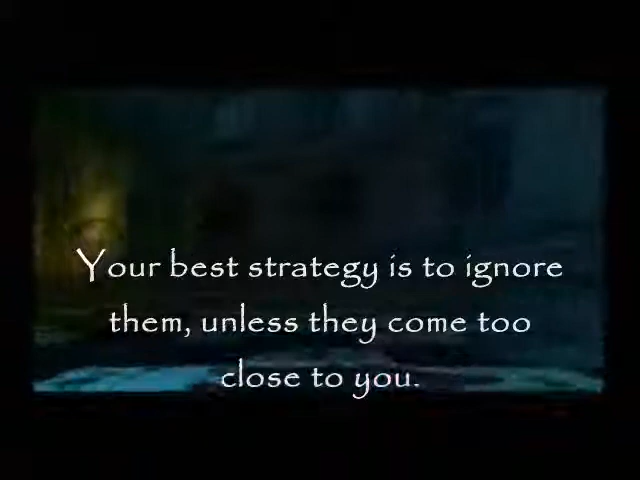 Your best strategy is to ignore
them, unless they come too
close to you.